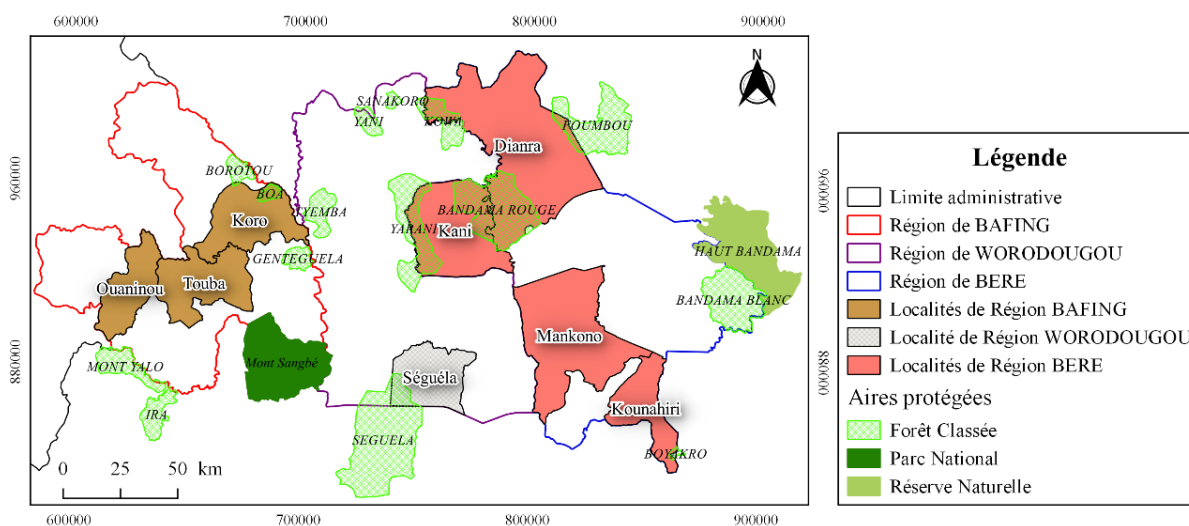 600000 700000 800000 900000
N
960000
880000
960000
880000
SANAKORO
YANI
KOWA
FOUMBOU
Dianra
BOROTOU
BOA
TYEMBA
Koro
YARANI
BANDAMA ROUGE
Kani
GENTEGUELA
HAUT BANDAMA
Ouaninou
Touba
BANDAMA BLANC
Mankono
MONT YALO
Mont Sangbé
Séguéla
IRA
Kounahiri
SEGUELA
BOYAKRO
0 25 50 km
600000 700000 800000 900000
Légende
Limite administrative
Région de BAFING
Région de WORODOUGOU
Région de BERE
Localités de Région BAFING
Localité de Région WORODOUGOU
Localités de Région BERE
Aires protégées
Forêt Classée
Parc National
Réserve Naturelle